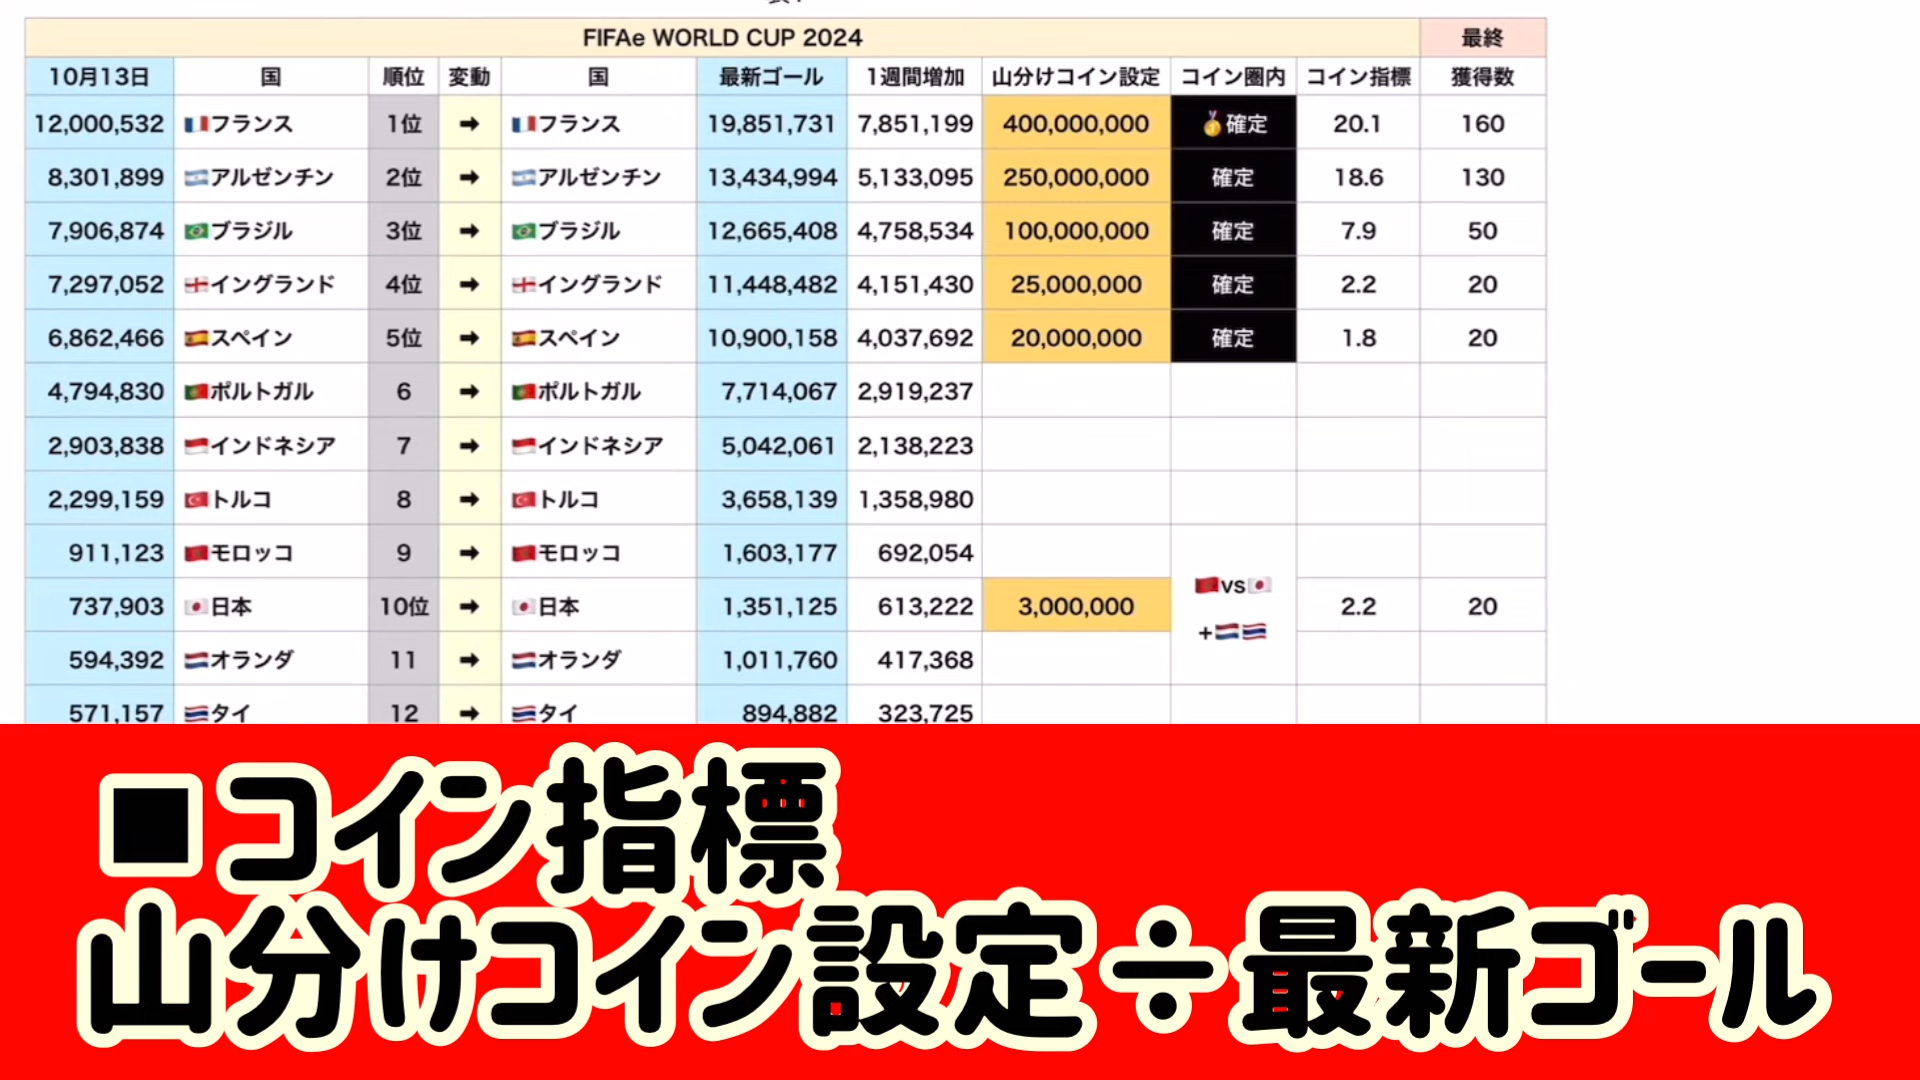 FIFAe WORLD CUP 2024 最終
10月13日 国 順位 変動 国 最新ゴール 1週間増加 山分けコイン設定 コイン圏内 コイン指標 獲得数
12,000,532 フランス 1位 ➡ フランス 19,851,731 7,851,199 400,000,000 🥇確定 20.1 160
8,301,899 アルゼンチン 2位 ➡ アルゼンチン 13,434,994 5,133,095 250,000,000 確定 18.6 130
7,906,874 ブラジル 3位 ➡ ブラジル 12,665,408 4,758,534 100,000,000 確定 7.9 50
7,297,052 イングランド 4位 ➡ イングランド 11,448,482 4,151,430 25,000,000 確定 2.2 20
6,862,466 スペイン 5位 ➡ スペイン 10,900,158 4,037,692 20,000,000 確定 1.8 20
4,794,830 ポルトガル 6 ➡ ポルトガル 7,714,067 2,919,237
2,903,838 インドネシア 7 ➡ インドネシア 5,042,061 2,138,223
2,299,159 トルコ 8 ➡ トルコ 3,658,139 1,358,980
911,123 モロッコ 9 ➡ モロッコ 1,603,177 692,054
vs
737,903 日本 10位 ➡ 日本 1,351,125 613,222 3,000,000 2.2 20
+
594,392 オランダ 11 ➡ オランダ 1,011,760 417,368
571,157 タイ 12 ➡ タイ 894,882 323,725
■コイン指標
山分けコイン設定÷最新ゴール